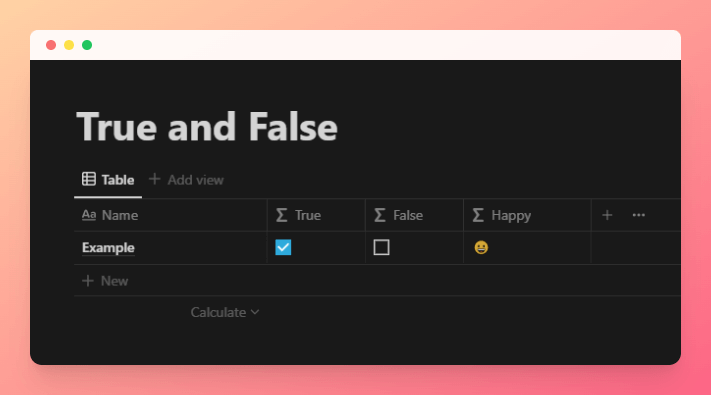 True and False
Table + Add view
Aa Name Σ True Σ False Σ Happy + •••
Example
+ New
Calculate